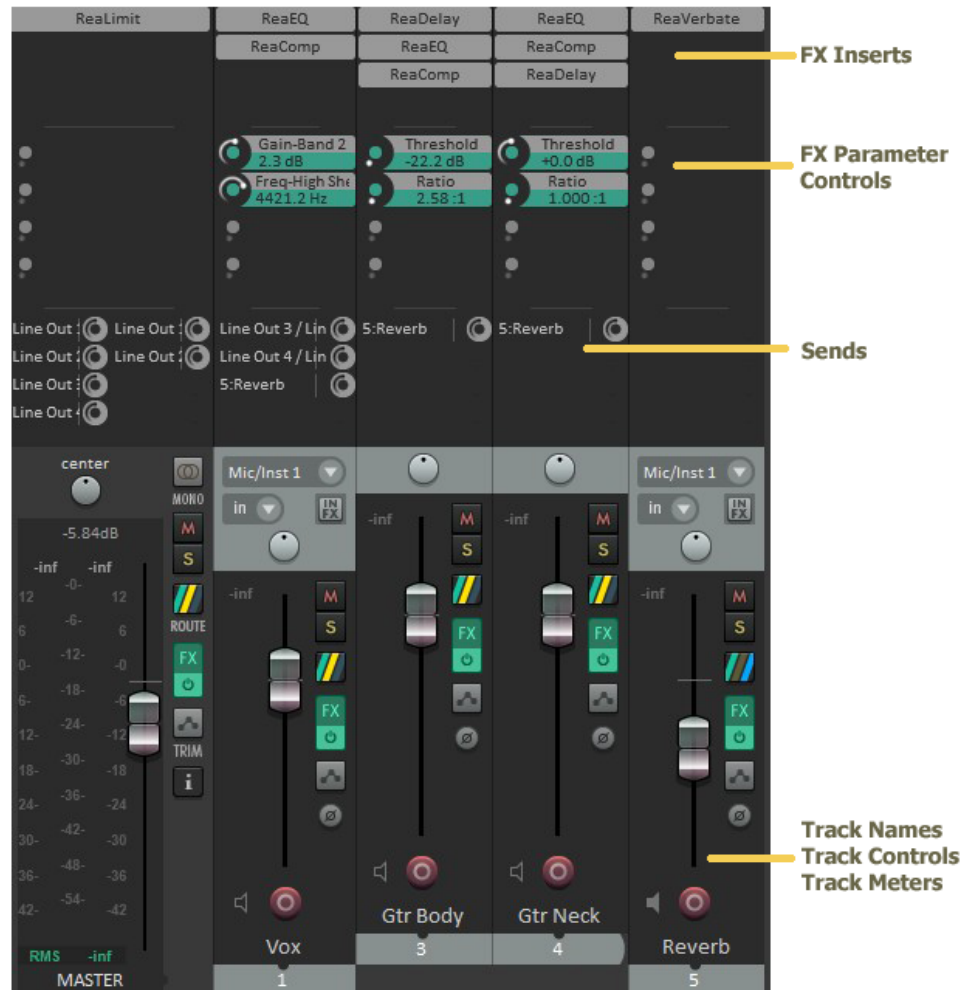 ReaLimit
ReaEQ
ReaDelay
ReaEQ
ReaVerbate
ReaComp
ReaEQ
ReaComp
FX Inserts
ReaComp
ReaDelay
Gain-Band 2
2.3 dB
Threshold
-22.2 dB
Threshold
+0.0 dB
FX Parameter
Controls
Freq-High She
4421.2 Hz
Ratio
2.58 :1
Ratio
1.000 :1
Line Out
Line Out
Line Out 3 / Lin
5:Reverb
5:Reverb
Line Out
Line Out
Line Out 4 / Lin
Sends
Line Out
5:Reverb
Line Out
center
MONO
-5.84dB
M
S
-inf -inf
-0-
12 12
-6-
6 6
-12-
0- -0
-18-
6- -6
-24-
12- -12
-30-
18- -18
-36-
24- -24
-42-
30- -30
-48-
36- -36
-54-
42- -42
RMS -inf
MASTER
ROUTE
FX
TRIM
i
Mic/Inst 1
in
IN
FX
-inf
M
S
FX
Vox
1
-inf
M
S
FX
Gtr Body
3
-inf
M
S
FX
Gtr Neck
4
Mic/Inst 1
in
IN
FX
-inf
M
S
FX
Reverb
5
Track Names
Track Controls
Track Meters